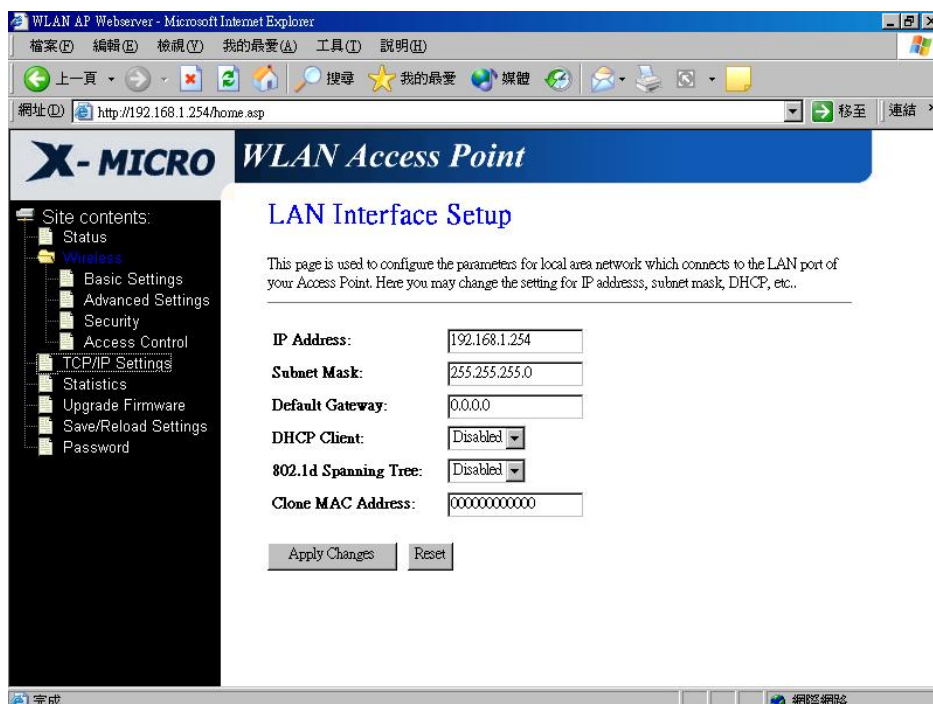 WLAN AP Webserver - Microsoft Internet Explorer
檔案(F) 編輯(E) 檢視(V) 我的最愛(A) 工具(T) 說明(H)
上一頁 搜尋 我的最愛 媒體
網址(D) http://192.168.1.254/home.asp 移至 連結
X-MICRO WLAN Access Point
Site contents:
Status
Wireless
Basic Settings
Advanced Settings
Security
Access Control
TCP/IP Settings
Statistics
Upgrade Firmware
Save/Reload Settings
Password
LAN Interface Setup
This page is used to configure the parameters for local area network which connects to the LAN port of
your Access Point. Here you may change the setting for IP addresss, subnet mask, DHCP, etc..
IP Address: 192.168.1.254
Subnet Mask: 255.255.255.0
Default Gateway: 0.0.0.0
DHCP Client: Disabled
802.1d Spanning Tree: Disabled
Clone MAC Address: 000000000000
Apply Changes Reset
完成 網際網路